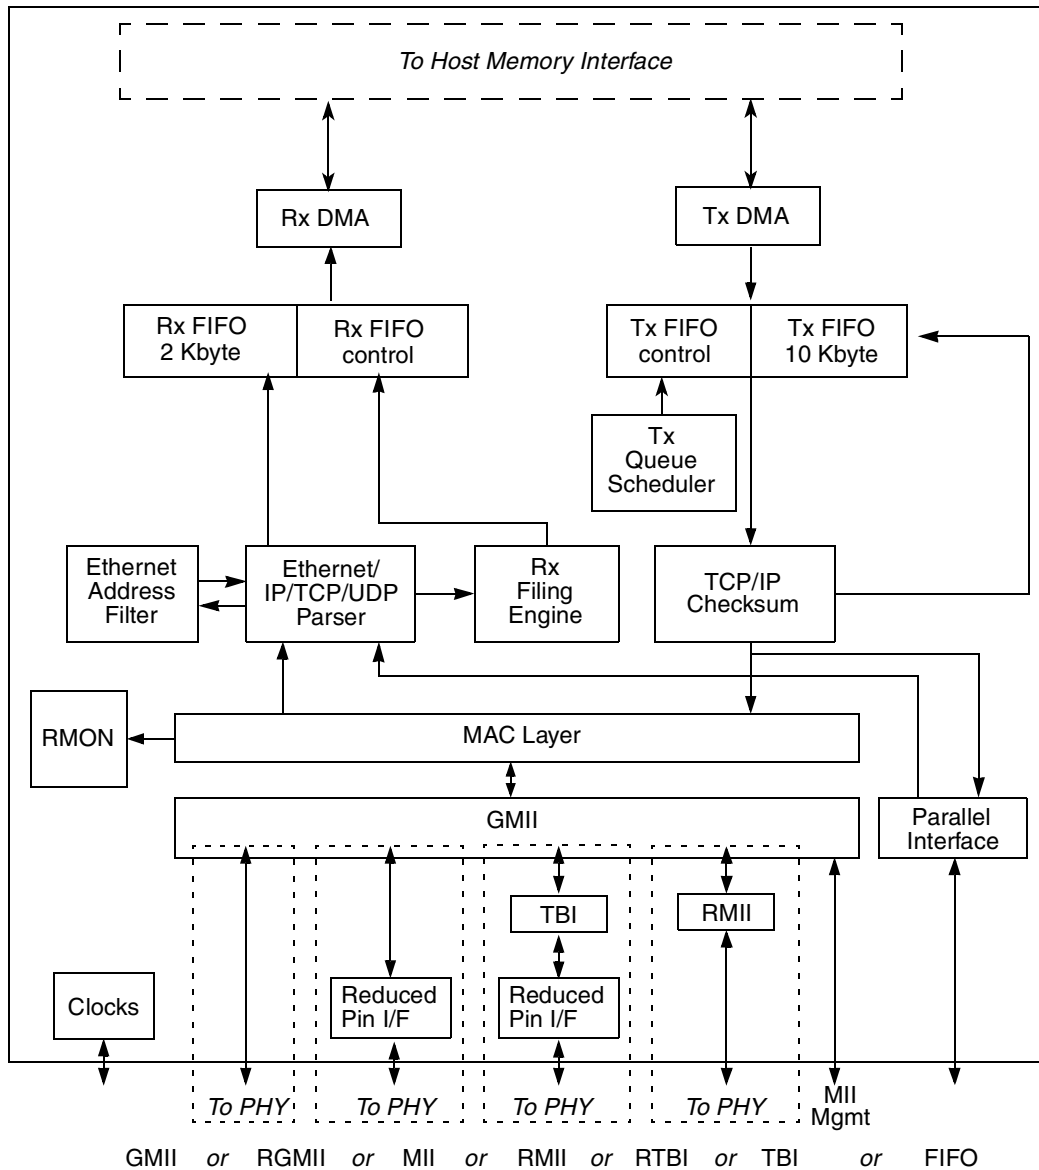 To Host Memory Interface
Rx DMA
Tx DMA
Rx FIFO
2 Kbyte
Rx FIFO
control
Tx FIFO
control
Tx FIFO
10 Kbyte
Tx
Queue
Scheduler
Ethernet
Address
Filter
Ethernet/
IP/TCP/UDP
Parser
Rx
Filing
Engine
TCP/IP
Checksum
RMON
MAC Layer
GMII
Parallel
Interface
TBI
RMII
Clocks
Reduced
Pin I/F
Reduced
Pin I/F
To PHY
To PHY
To PHY
To PHY
MII
Mgmt
GMII or RGMII or MII or RMII or RTBI or TBI or FIFO